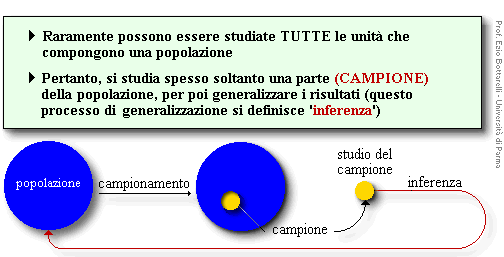 Raramente possono essere studiate TUTTE le unità che
compongono una popolazione
Pertanto, si studia spesso soltanto una parte (CAMPIONE)
della popolazione, per poi generalizzare i risultati (questo
processo di generalizzazione si definisce 'inferenza')
Prof. Ezio Bottarelli - Università di Parma
popolazione
campionamento
campione
studio del
campione
inferenza